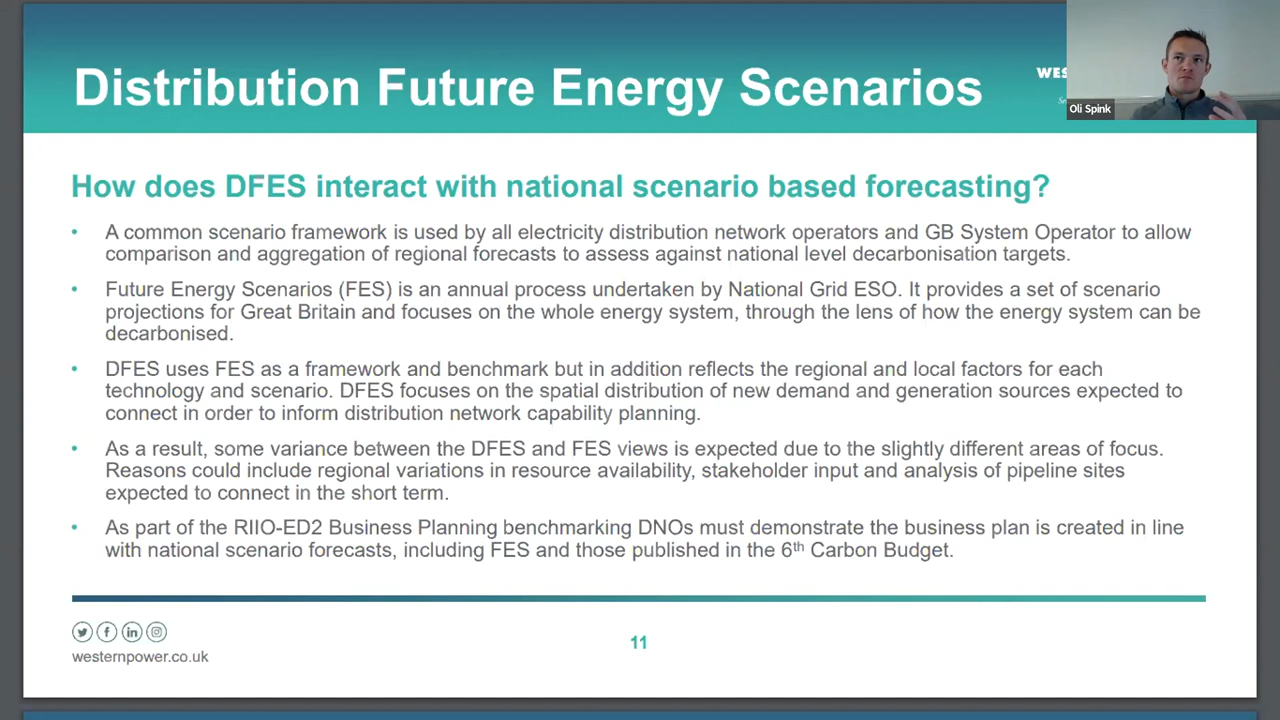 Distribution Future Energy Scenarios
WES
Oli Spink
How does DFES interact with national scenario based forecasting?
• A common scenario framework is used by all electricity distribution network operators and GB System Operator to allow
comparison and aggregation of regional forecasts to assess against national level decarbonisation targets.
• Future Energy Scenarios (FES) is an annual process undertaken by National Grid ESO. It provides a set of scenario
projections for Great Britain and focuses on the whole energy system, through the lens of how the energy system can be
decarbonised.
• DFES uses FES as a framework and benchmark but in addition reflects the regional and local factors for each
technology and scenario. DFES focuses on the spatial distribution of new demand and generation sources expected to
connect in order to inform distribution network capability planning.
• As a result, some variance between the DFES and FES views is expected due to the slightly different areas of focus.
Reasons could include regional variations in resource availability, stakeholder input and analysis of pipeline sites
expected to connect in the short term.
• As part of the RIIO-ED2 Business Planning benchmarking DNOs must demonstrate the business plan is created in line
with national scenario forecasts, including FES and those published in the 6th Carbon Budget.
westernpower.co.uk
11